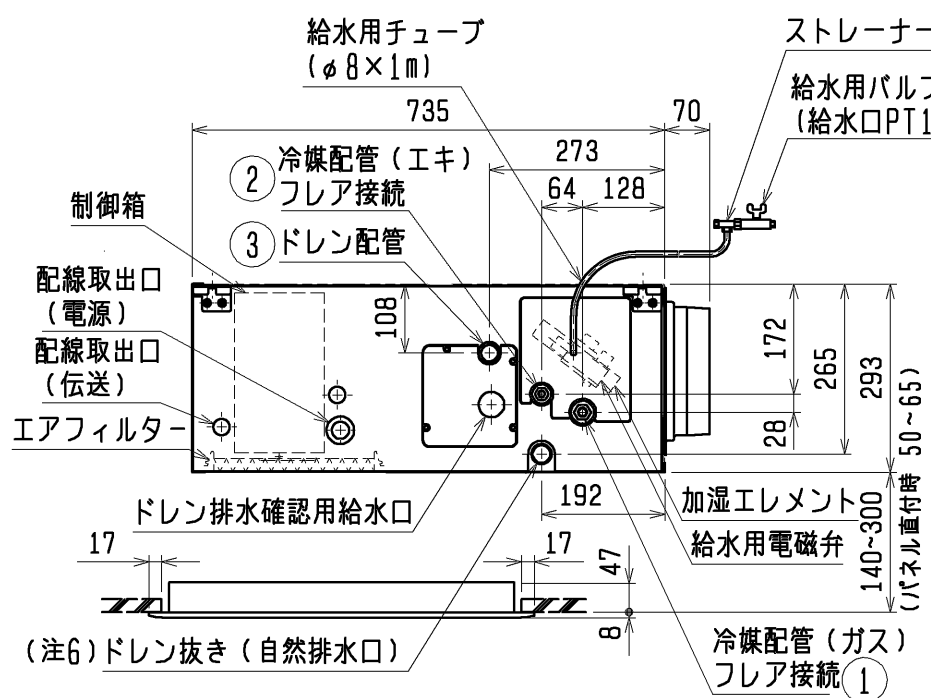 給水用チューブ
(φ8×1m)
ストレーナー
給水用バルブ
(給水口PT1
735
70
273
64
128
② 冷媒配管(エキ)
フレア接続
③ ドレン配管
制御箱
配線取出口
(電源)
配線取出口
(伝送)
エアフィルター
108
172
265
293
28
192
ドレン排水確認用給水口
加湿エレメント
給水用電磁弁
140~300
(パネル直付時 50~65)
17
17
47
8
(注6)ドレン抜き(自然排水口)
冷媒配管(ガス)
フレア接続 ①